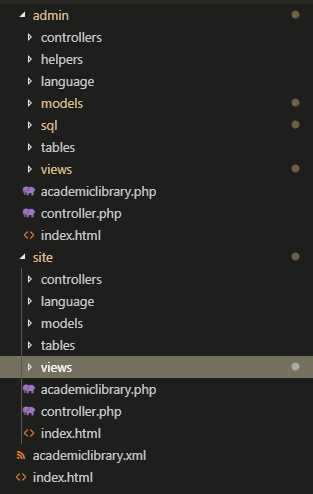 admin
controllers
helpers
language
models
sql
tables
views
academiclibrary.php
controller.php
index.html
site
controllers
language
models
tables
views
academiclibrary.php
controller.php
index.html
academiclibrary.xml
index.html